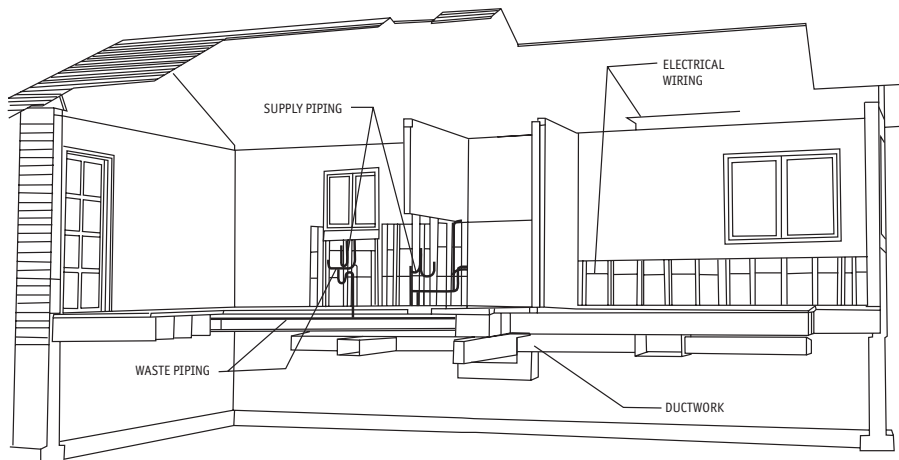 ELECTRICAL
WIRING
SUPPLY PIPING
WASTE PIPING
DUCTWORK